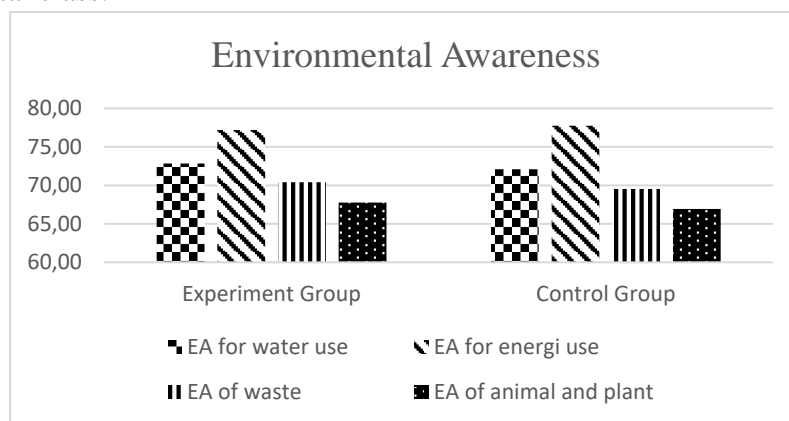 Environmental Awareness
80,00
75,00
70,00
65,00
60,00
Experiment Group Control Group
EA for water use EA for energi use
EA of waste EA of animal and plant